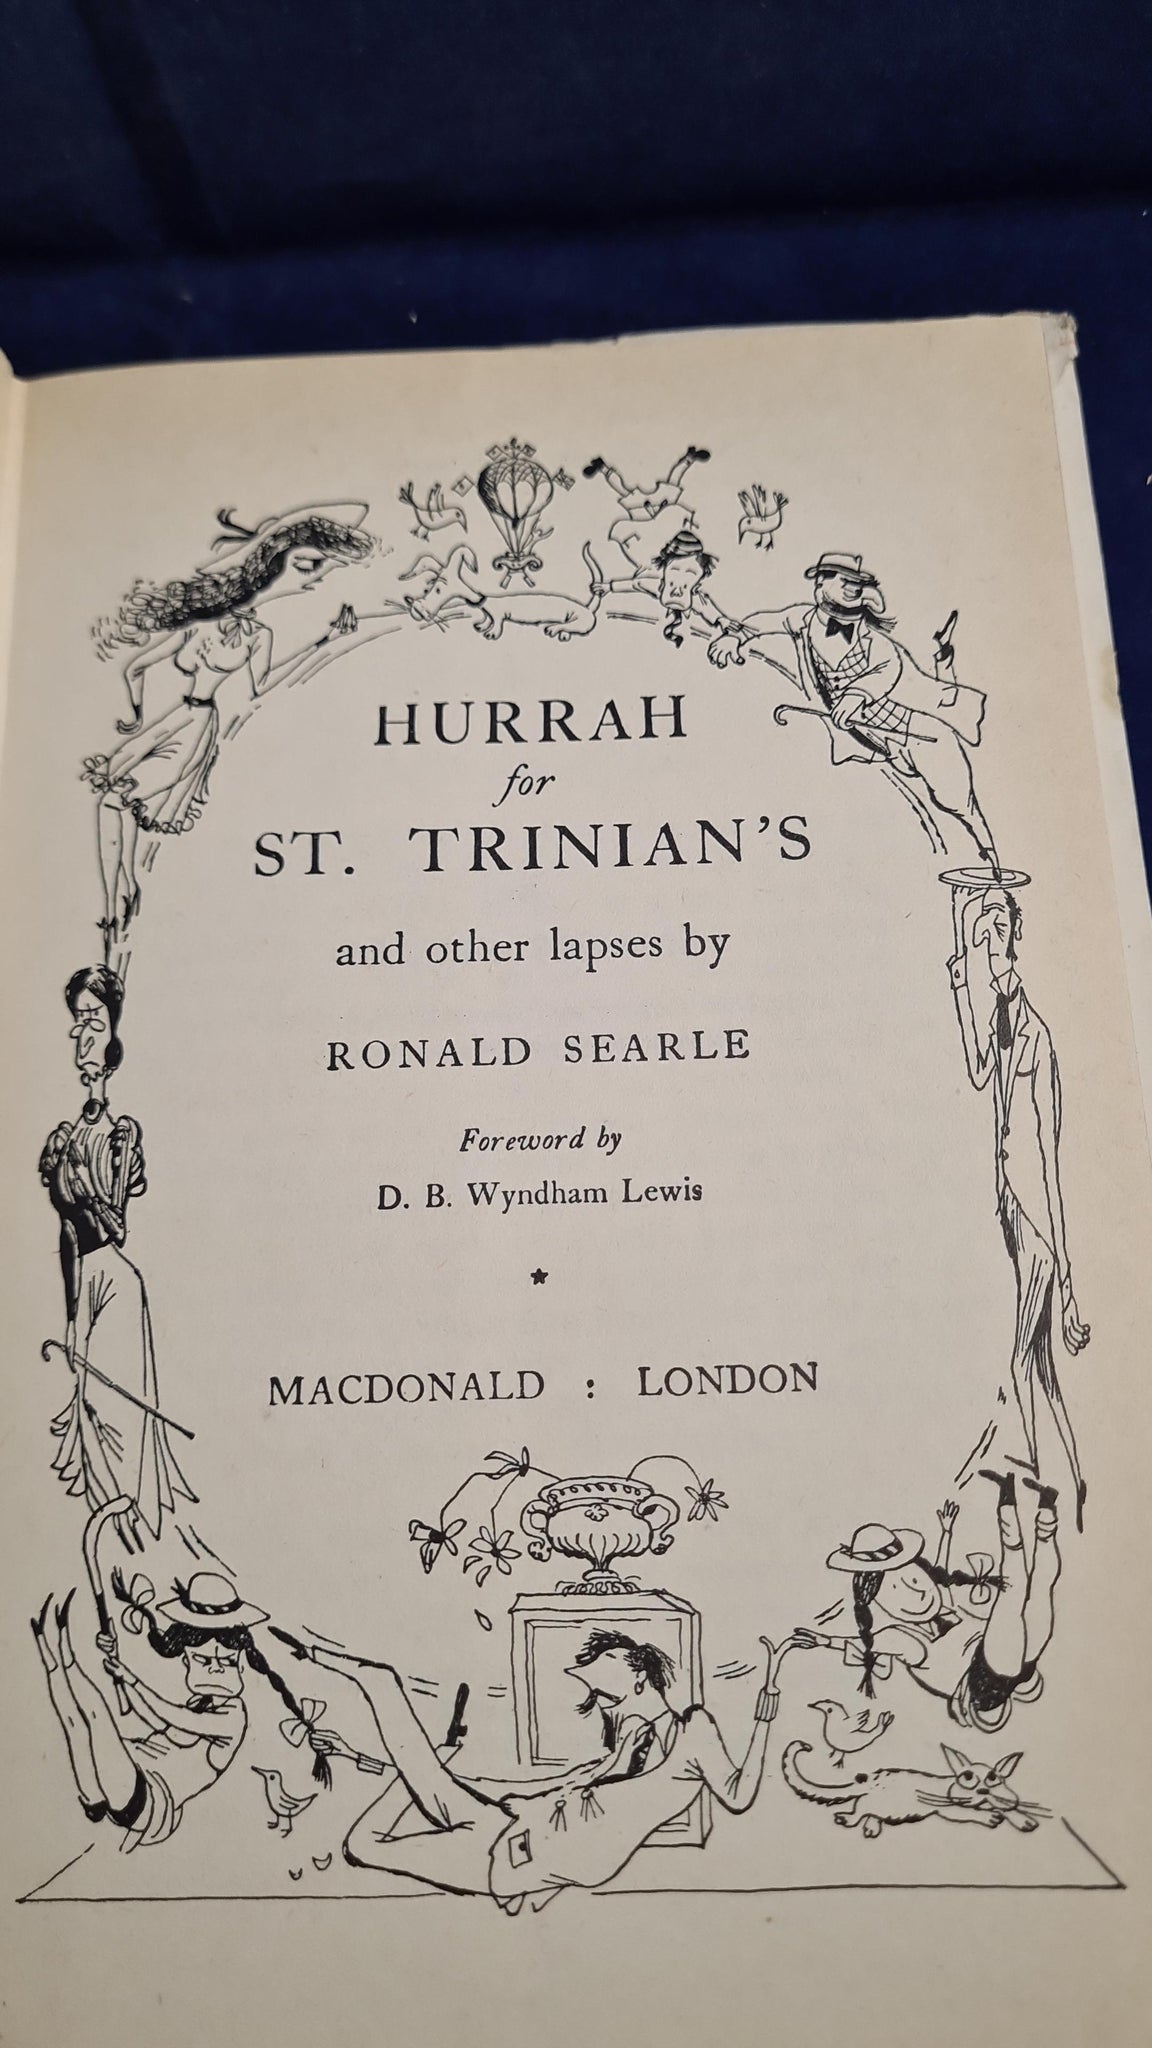 HURRAH
for
ST. TRINIAN'S
and other lapses by
RONALD SEARLE
Foreword by
D. B. Wyndham Lewis
MACDONALD : LONDON